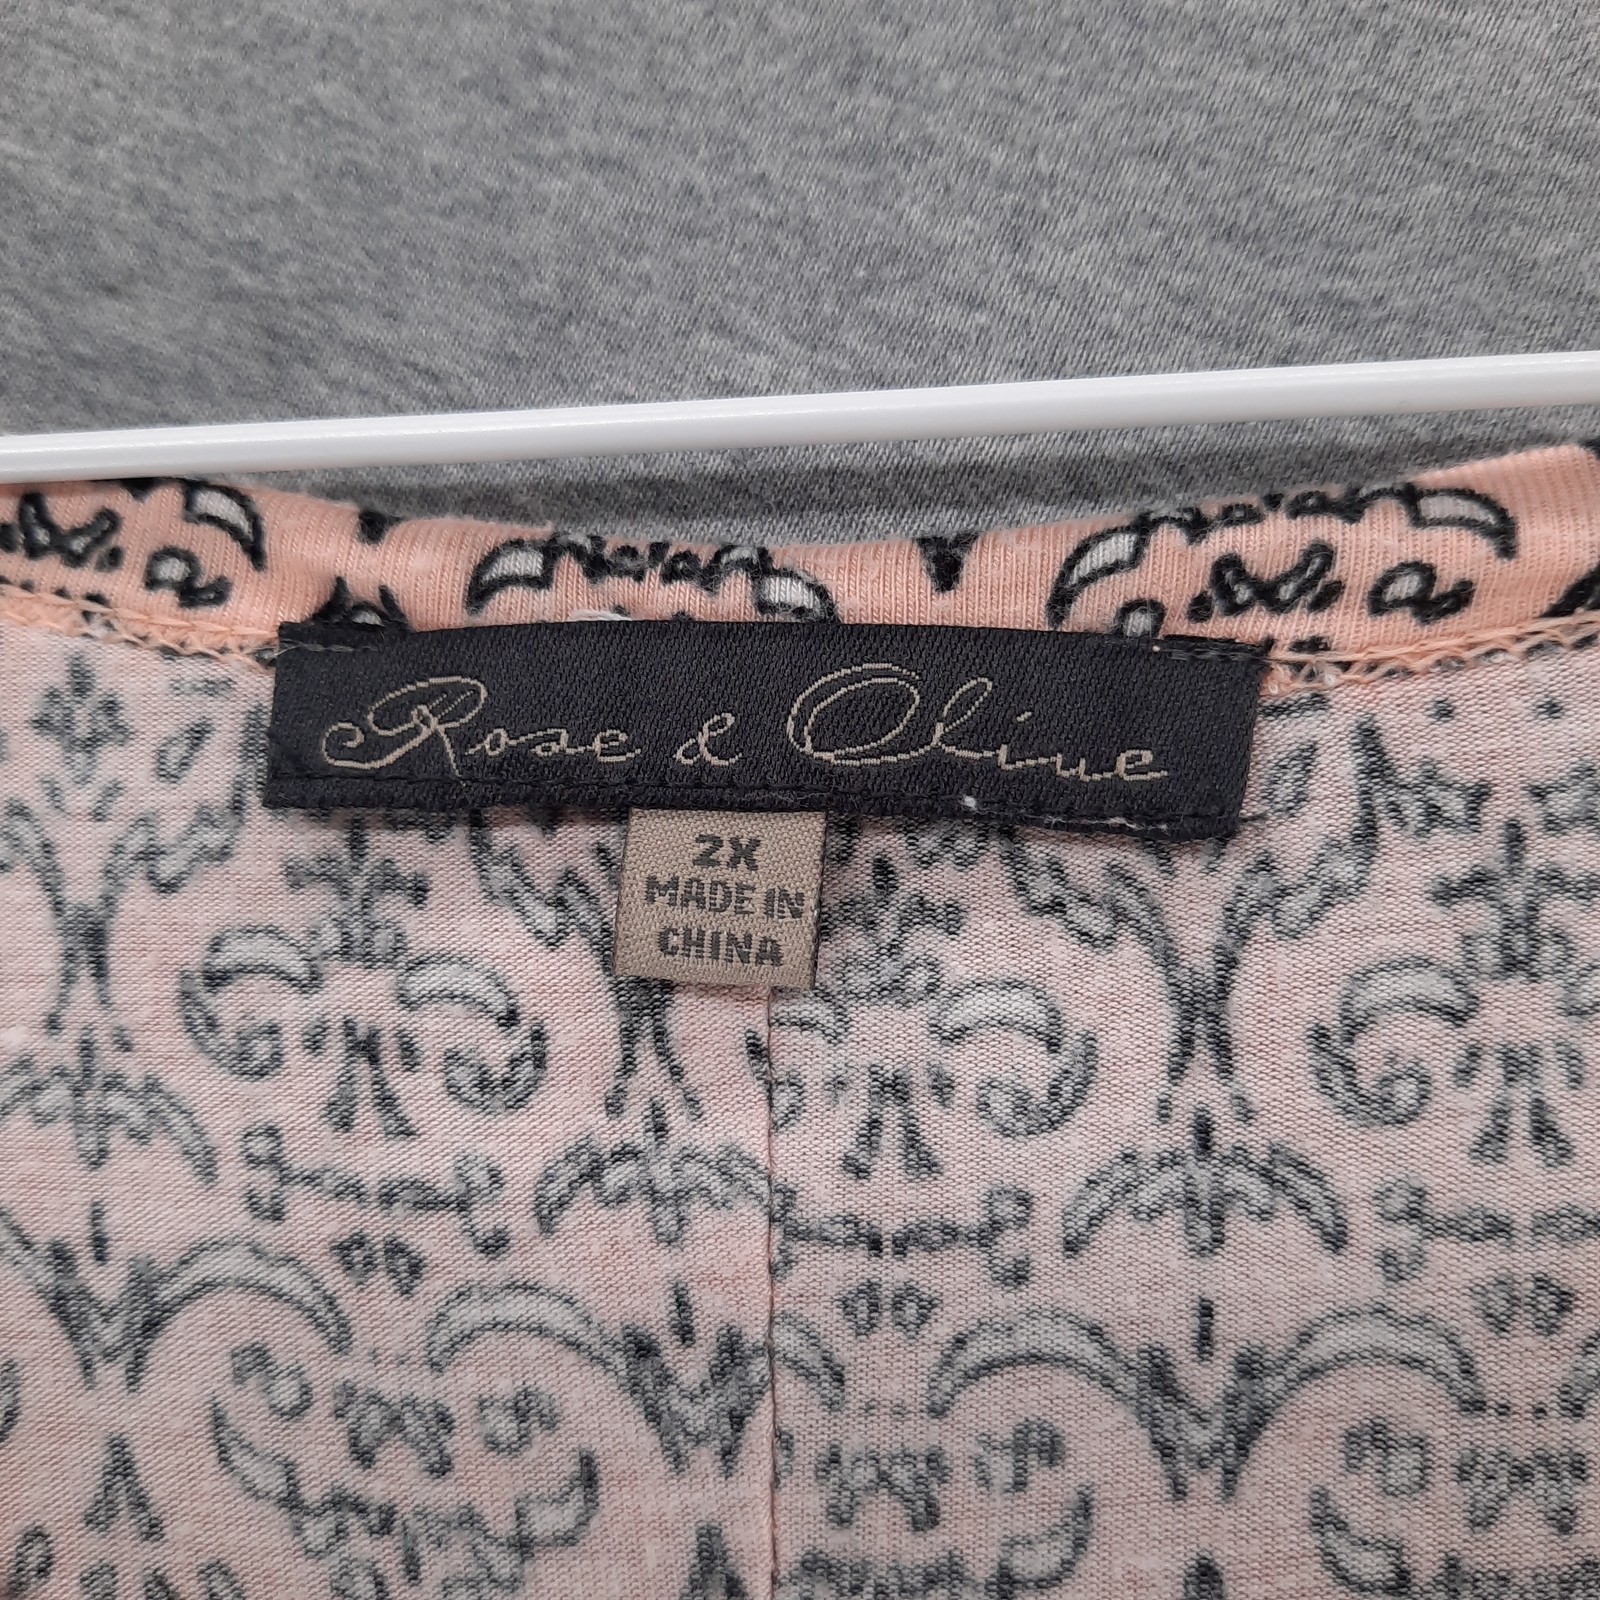 Rose & Olive
2X
MADE IN
CHINA